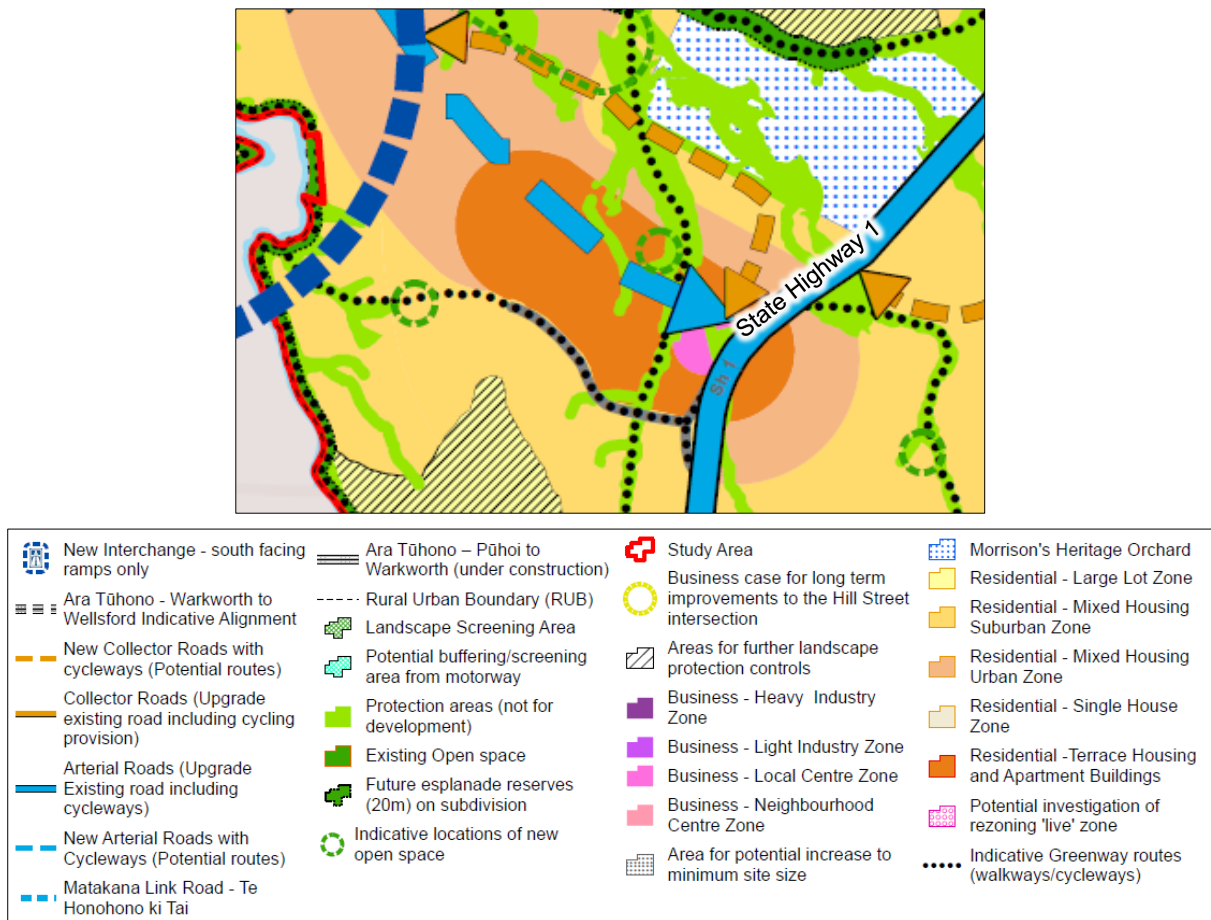 State Highway 1
Sh 1
New Interchange - south facing
ramps only
Ara Tūhono - Warkworth to
Wellsford Indicative Alignment
New Collector Roads with
cycleways (Potential routes)
Collector Roads (Upgrade
existing road including cycling
provision)
Arterial Roads (Upgrade
Existing road including
cycleways)
New Arterial Roads with
Cycleways (Potential routes)
Matakana Link Road - Te
Honohono ki Tai
Ara Tūhono – Pūhoi to
Warkworth (under construction)
Rural Urban Boundary (RUB)
Landscape Screening Area
Potential buffering/screening
area from motorway
Protection areas (not for
development)
Existing Open space
Future esplanade reserves
(20m) on subdivision
Indicative locations of new
open space
Study Area
Business case for long term
improvements to the Hill Street
intersection
Areas for further landscape
protection controls
Business - Heavy Industry
Zone
Business - Light Industry Zone
Business - Local Centre Zone
Business - Neighbourhood
Centre Zone
Area for potential increase to
minimum site size
Morrison's Heritage Orchard
Residential - Large Lot Zone
Residential - Mixed Housing
Suburban Zone
Residential - Mixed Housing
Urban Zone
Residential - Single House
Zone
Residential -Terrace Housing
and Apartment Buildings
Potential investigation of
rezoning 'live' zone
Indicative Greenway routes
(walkways/cycleways)